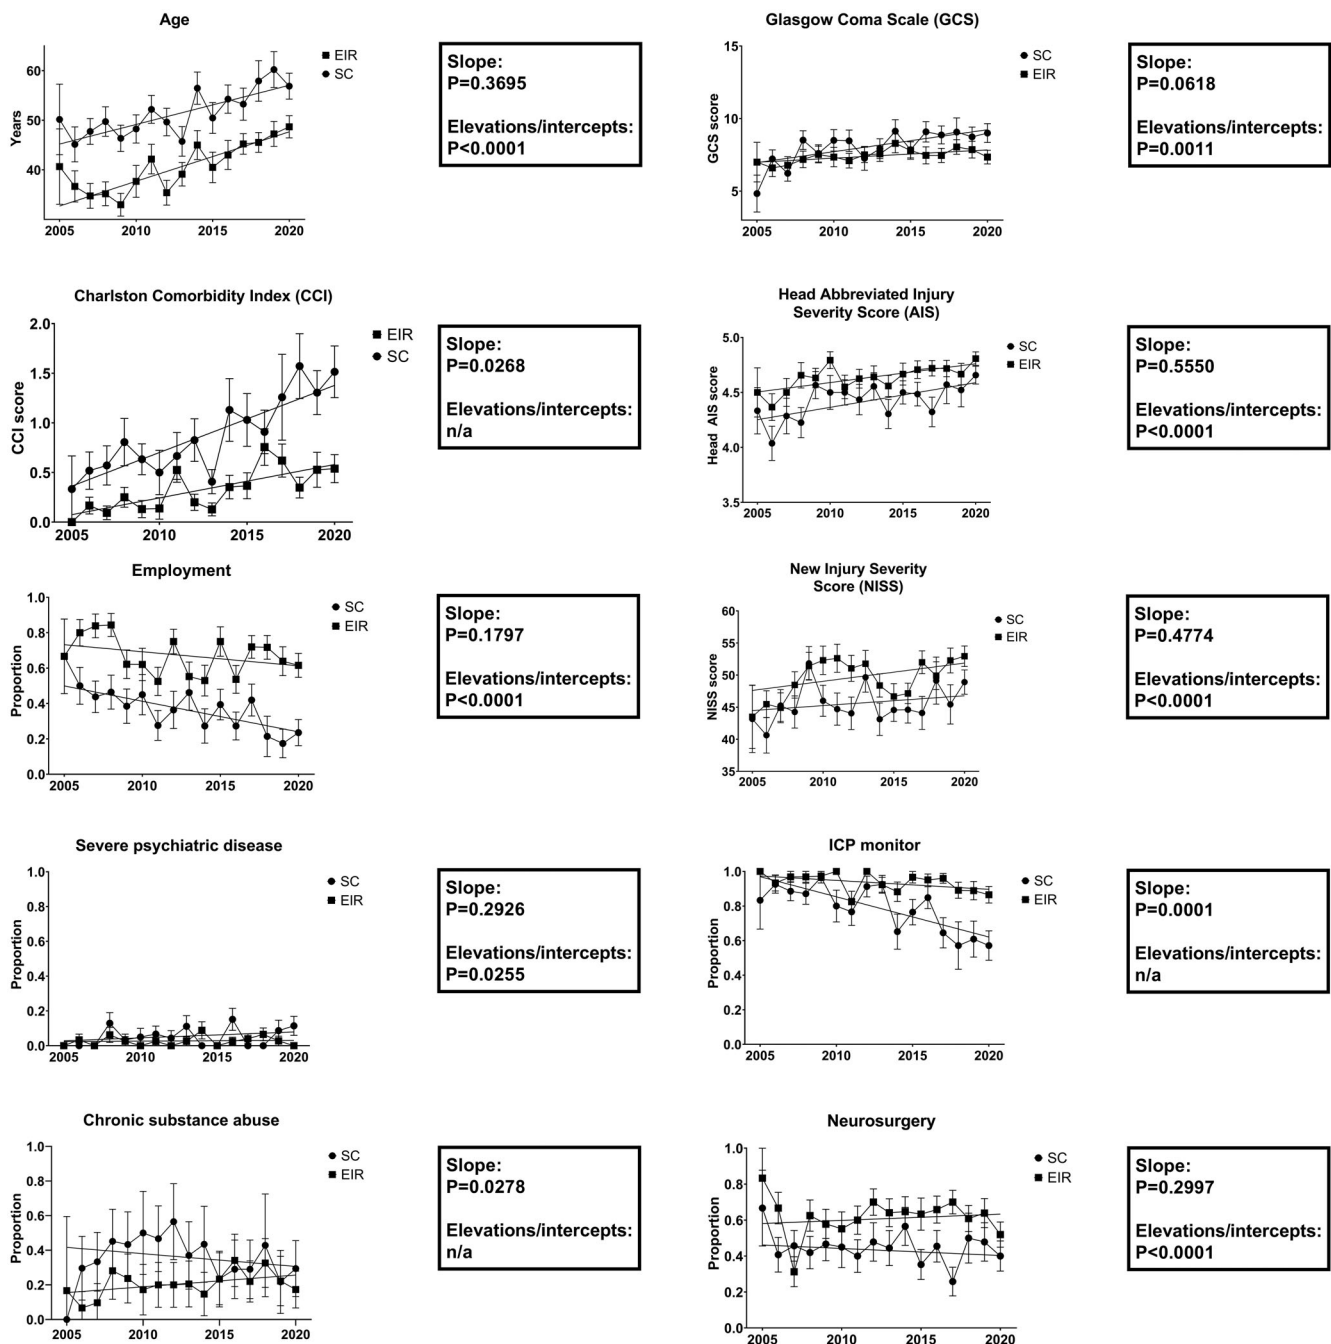 Age
EIR
SC
Years
60
50
40
2005
2010
2015
2020
Slope:
P=0.3695
Elevations/intercepts:
P<0.0001
Glasgow Coma Scale (GCS)
SC
EIR
GCS score
15
10
5
2005
2010
2015
2020
Slope:
P=0.0618
Elevations/intercepts:
P=0.0011
Charlston Comorbidity Index (CCI)
EIR
SC
CCI score
2.0
1.5
1.0
0.5
0.0
2005
2010
2015
2020
Slope:
P=0.0268
Elevations/intercepts:
n/a
Head Abbreviated Injury
Severity Score (AIS)
SC
EIR
Head AIS score
5.0
4.5
4.0
3.5
2005
2010
2015
2020
Slope:
P=0.5550
Elevations/intercepts:
P<0.0001
Employment
SC
EIR
Proportion
1.0
0.8
0.6
0.4
0.2
0.0
2005
2010
2015
2020
Slope:
P=0.1797
Elevations/intercepts:
P<0.0001
New Injury Severity
Score (NISS)
SC
EIR
NISS score
60
55
50
45
40
35
2005
2010
2015
2020
Slope:
P=0.4774
Elevations/intercepts:
P<0.0001
Severe psychiatric disease
SC
EIR
Proportion
1.0
0.8
0.6
0.4
0.2
0.0
2005
2010
2015
2020
Slope:
P=0.2926
Elevations/intercepts:
P=0.0255
ICP monitor
SC
EIR
Proportion
1.0
0.8
0.6
0.4
0.2
0.0
2005
2010
2015
2020
Slope:
P=0.0001
Elevations/intercepts:
n/a
Chronic substance abuse
SC
EIR
Proportion
1.0
0.8
0.6
0.4
0.2
0.0
2005
2010
2015
2020
Slope:
P=0.0278
Elevations/intercepts:
n/a
Neurosurgery
SC
EIR
Proportion
1.0
0.8
0.6
0.4
0.2
0.0
2005
2010
2015
2020
Slope:
P=0.2997
Elevations/intercepts:
P<0.0001